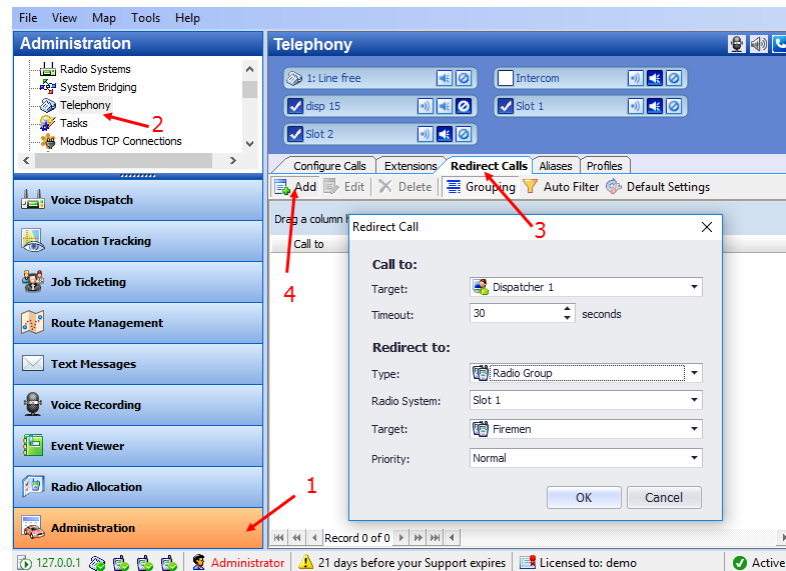 File View Map Tools Help
Administration
Radio Systems
System Bridging
Telephony
Tasks
2
Modbus TCP Connections
Voice Dispatch
Location Tracking
Job Ticketing
Route Management
Text Messages
Voice Recording
Event Viewer
Radio Allocation
1
Administration
Telephony
1: Line free
Intercom
disp 15
Slot 1
Slot 2
Configure Calls Extensions Redirect Calls Aliases Profiles
Add Edit Delete Grouping Auto Filter Default Settings
3
Drag a column
Call to
4
Redirect Call
Call to:
Target: Dispatcher 1
Timeout: 30 seconds
Redirect to:
Type: Radio Group
Radio System: Slot 1
Target: Firemen
Priority: Normal
OK Cancel
Record 0 of 0
127.0.0.1 Administrator 21 days before your Support expires Licensed to: demo Active